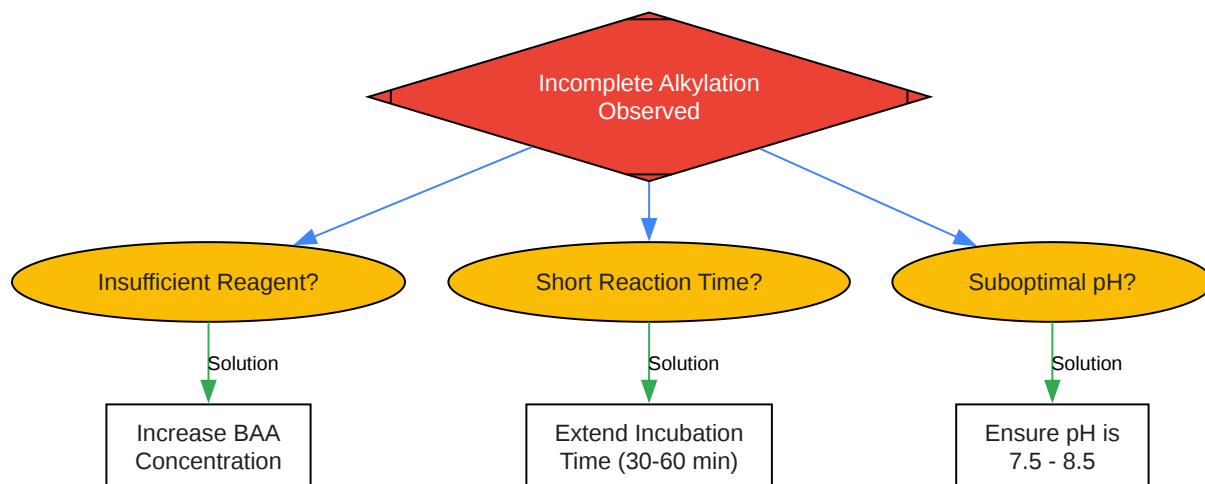 Incomplete Alkylation
Observed
Insufficient Reagent?
Short Reaction Time?
Suboptimal pH?
Solution
Solution
Solution
Increase BAA
Concentration
Extend Incubation
Time (30-60 min)
Ensure pH is
7.5 - 8.5